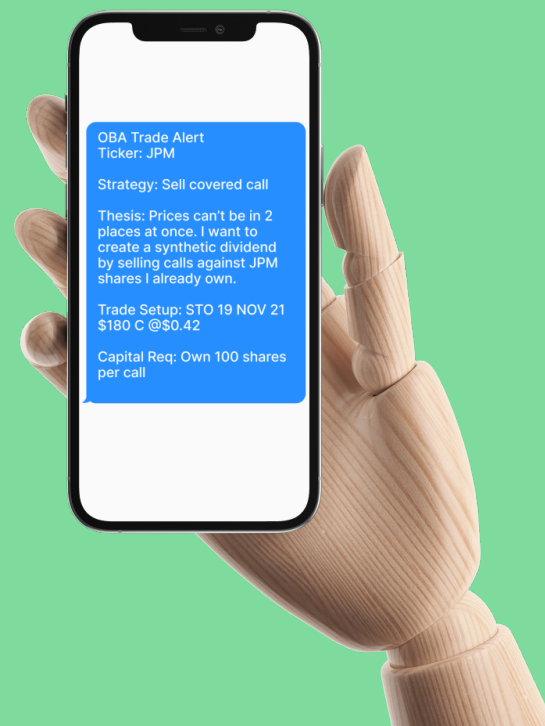 OBA Trade Alert
Ticker: JPM
Strategy: Sell covered call
Thesis: Prices can't be in 2
places at once. I want to
create a synthetic dividend
by selling calls against JPM
shares I already own.
Trade Setup: STO 19 NOV 21
$180 C @$0.42
Capital Req: Own 100 shares
per call